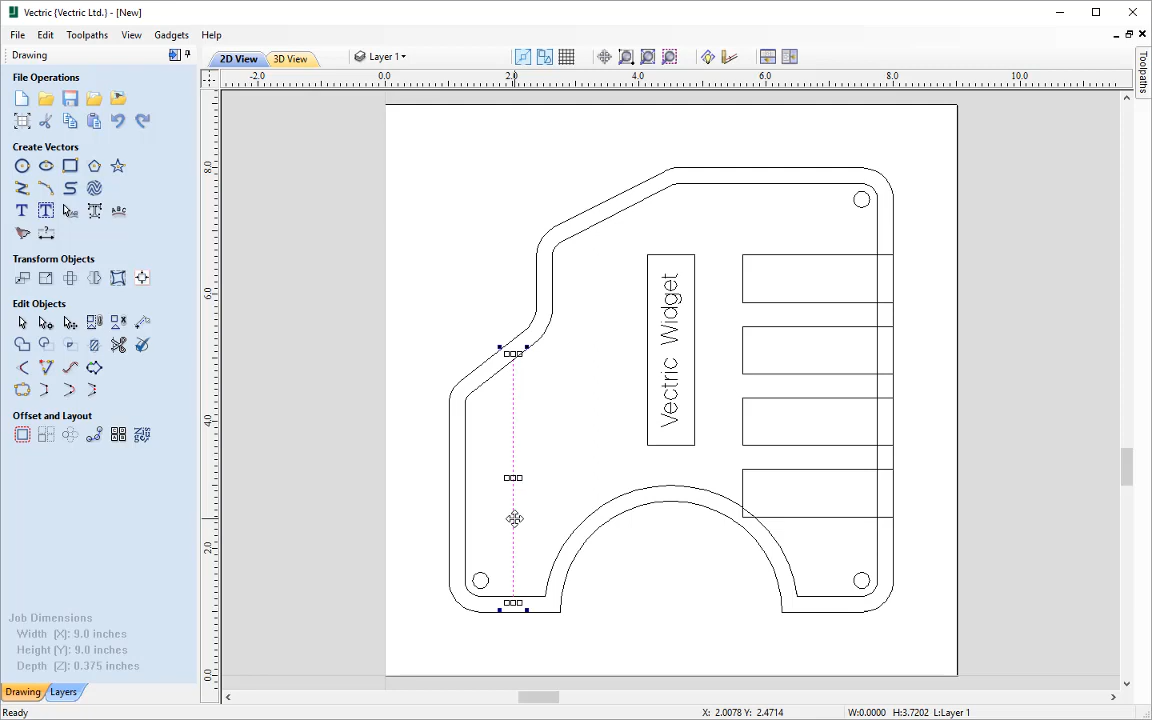 Vectric {Vectric Ltd.} - [New]
File Edit Toolpaths View Gadgets Help
Drawing
2D View 3D View Layer 1
Toolpaths
File Operations
-2.0 0.0 2.0 4.0 6.0 8.0 10.0
Create Vectors
8.0
6.0
4.0
2.0
0.0
Transform Objects
Edit Objects
Offset and Layout
Vectric Widget
Job Dimensions
Width (X): 9.0 inches
Height (Y): 9.0 inches
Depth (Z): 0.375 inches
Drawing Layers
Ready
X: 2.0078 Y: 2.4714
W:0.0000 H:3.7202 L:Layer 1